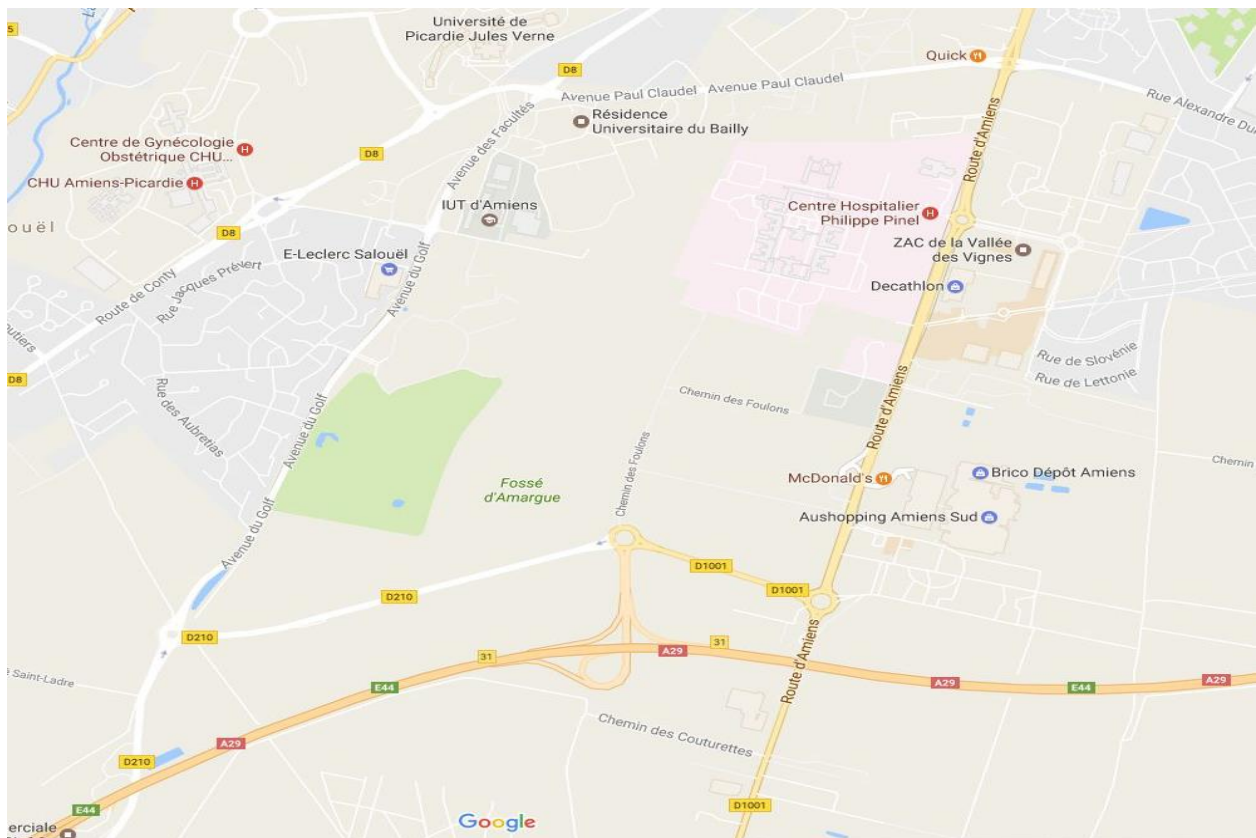 Université de
Picardie Jules Verne
D8
Quick
Avenue Paul Claudel
Avenue Paul Claudel
Rue Alexandre Du
Résidence
Universitaire du Bailly
Avenue des Facultés
Route d'Amiens
Centre de Gynécologie
Obstétrique CHU...
D8
CHU Amiens-Picardie
IUT d'Amiens
Centre Hospitalier
Philippe Pinel
ouël
D8
ZAC de la Vallée
des Vignes
E-Leclerc Salouël
Rue Jacques Prévert
Avenue du Golf
Decathlon
Route de Conty
outiers
D8
Rue de Slovénie
Rue de Lettonie
Rue des Aubretias
Avenue du Golf
Chemin des Foulons
Route d'Amiens
Chemin des Foulons
Chemin
Brico Dépôt Amiens
McDonald's
Fossé
d'Amargue
Aushopping Amiens Sud
Avenue du Golf
D1001
D1001
D210
D210
Route d'Amiens
31
31
A29
Saint-Ladre
E44
A29
E44
A29
Chemin des Couturettes
A29
D210
E44
D1001
erciale
Google